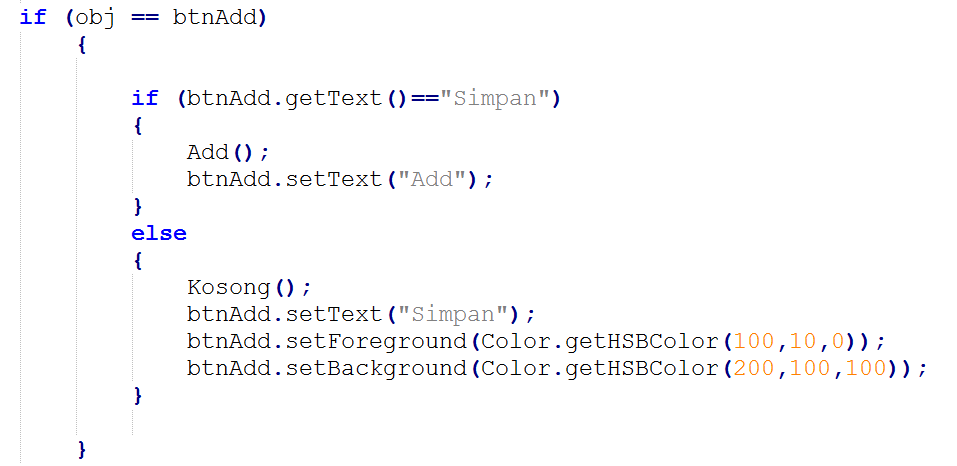 if (obj == btnAdd)
{
if (btnAdd.getText()=="Simpan")
{
Add();
btnAdd.setText("Add");
}
else
{
Kosong();
btnAdd.setText("Simpan");
btnAdd.setForeground(Color.getHSBColor(100,10,0));
btnAdd.setBackground(Color.getHSBColor(200,100,100));
}
}